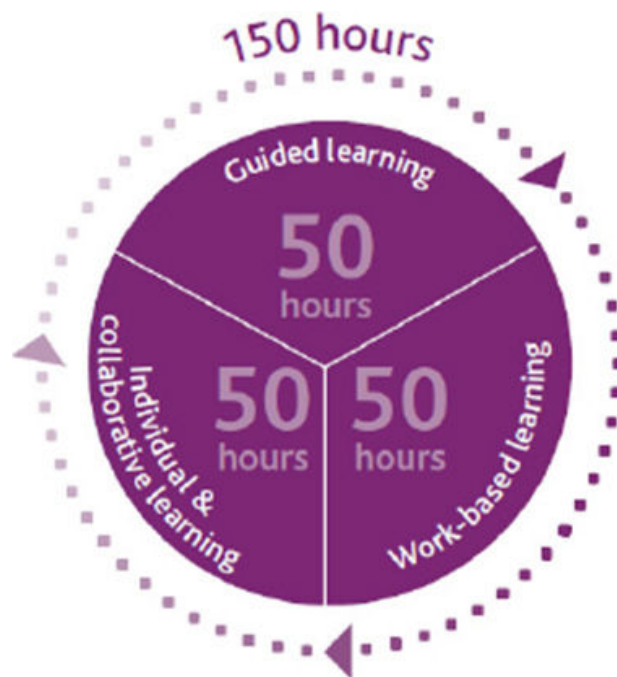 150 hours
Guided learning
50
hours
Individual &
collaborative learning
50
hours
50
hours
Work-based learning